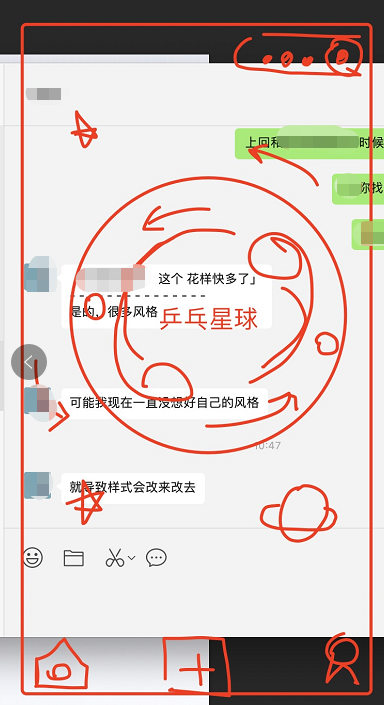 上回和
时候
你找
这个 花样快多了」
是的，很多风格
乒乓星球
可能我现在一直没想好自己的风格
10:47
就导致样式会改来改去